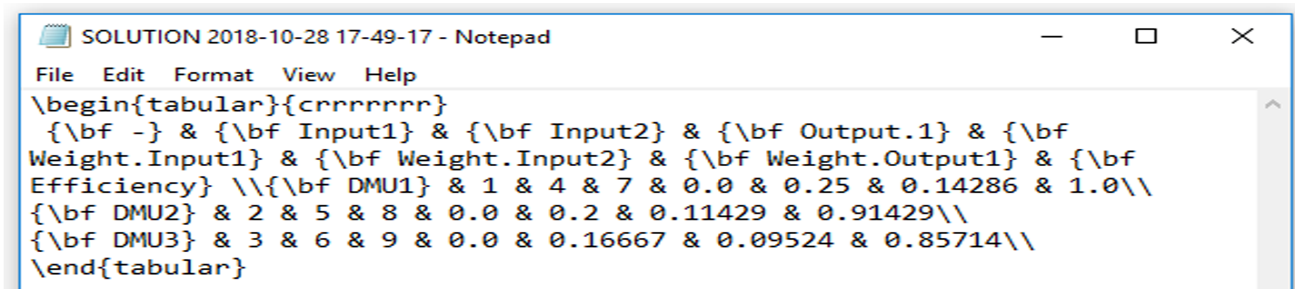 SOLUTION 2018-10-28 17-49-17 - Notepad
File Edit Format View Help
\begin{tabular}{crrrrrrr}
{\bf -} & {\bf Input1} & {\bf Input2} & {\bf Output.1} & {\bf
Weight.Input1} & {\bf Weight.Input2} & {\bf Weight.Output1} & {\bf
Efficiency} \\{\bf DMU1} & 1 & 4 & 7 & 0.0 & 0.25 & 0.14286 & 1.0\\
{\bf DMU2} & 2 & 5 & 8 & 0.0 & 0.2 & 0.11429 & 0.91429\\
{\bf DMU3} & 3 & 6 & 9 & 0.0 & 0.16667 & 0.09524 & 0.85714\\
\end{tabular}